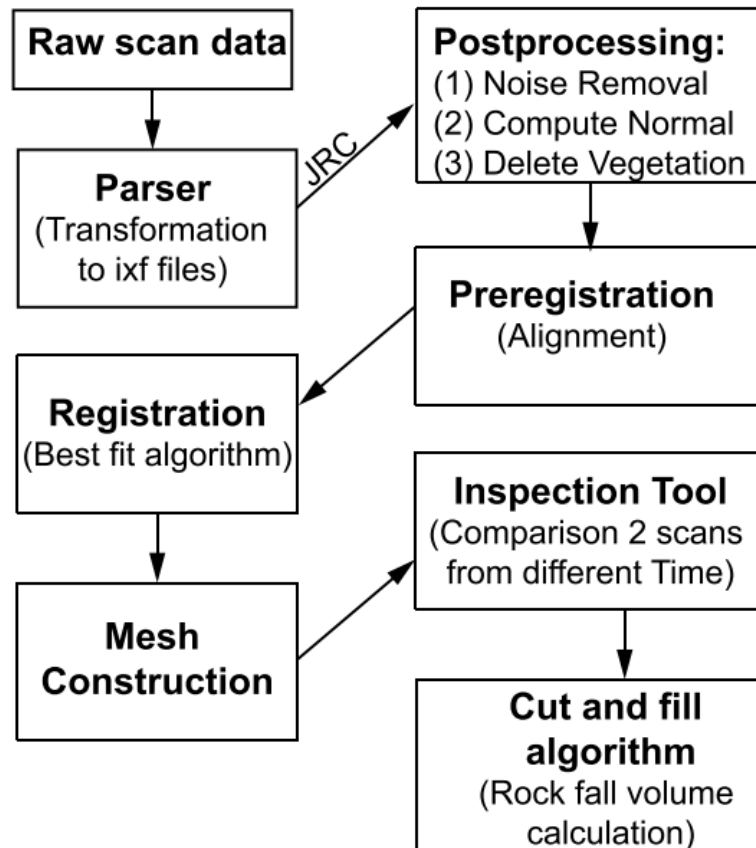 Raw scan data
Parser
(Transformation
to ixf files)
JRC
Postprocessing:
(1) Noise Removal
(2) Compute Normal
(3) Delete Vegetation
Preregistration
(Alignment)
Registration
(Best fit algorithm)
Mesh
Construction
Inspection Tool
(Comparison 2 scans
from different Time)
Cut and fill
algorithm
(Rock fall volume
calculation)